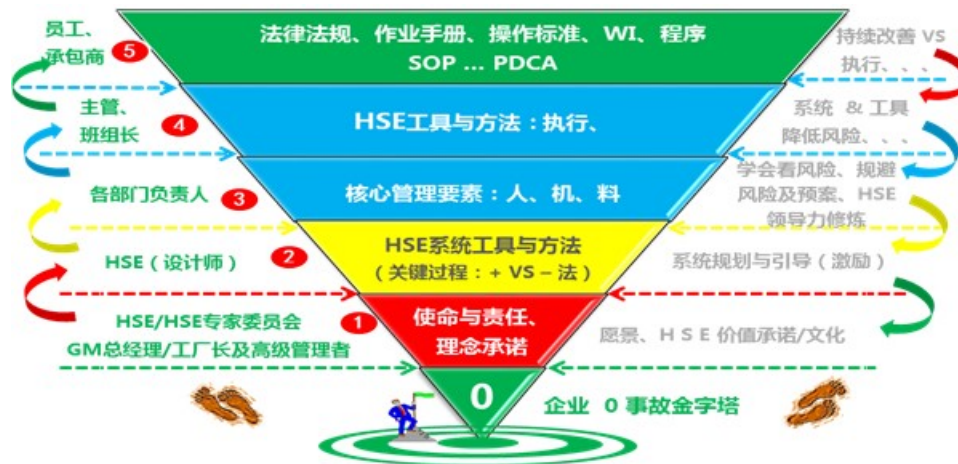 员工、
承包商
5
法律法规、作业手册、操作标准、WI、程序
SOP ... PDCA
持续改善 VS
执行、、、
主管、
班组长
4
HSE工具与方法：执行、
系统 & 工具
降低风险、、、
各部门负责人
3
核心管理要素：人、机、料
学会看风险、规避
风险及预案、HSE
领导力修炼
HSE（设计师）
2
HSE系统工具与方法
（关键过程：+ VS – 法）
系统规划与引导（激励）
HSE/HSE专家委员会
GM总经理/工厂长及高级管理者
1
使命与责任、
理念承诺
愿景、H S E 价值承诺/文化
0
企业 0 事故金字塔